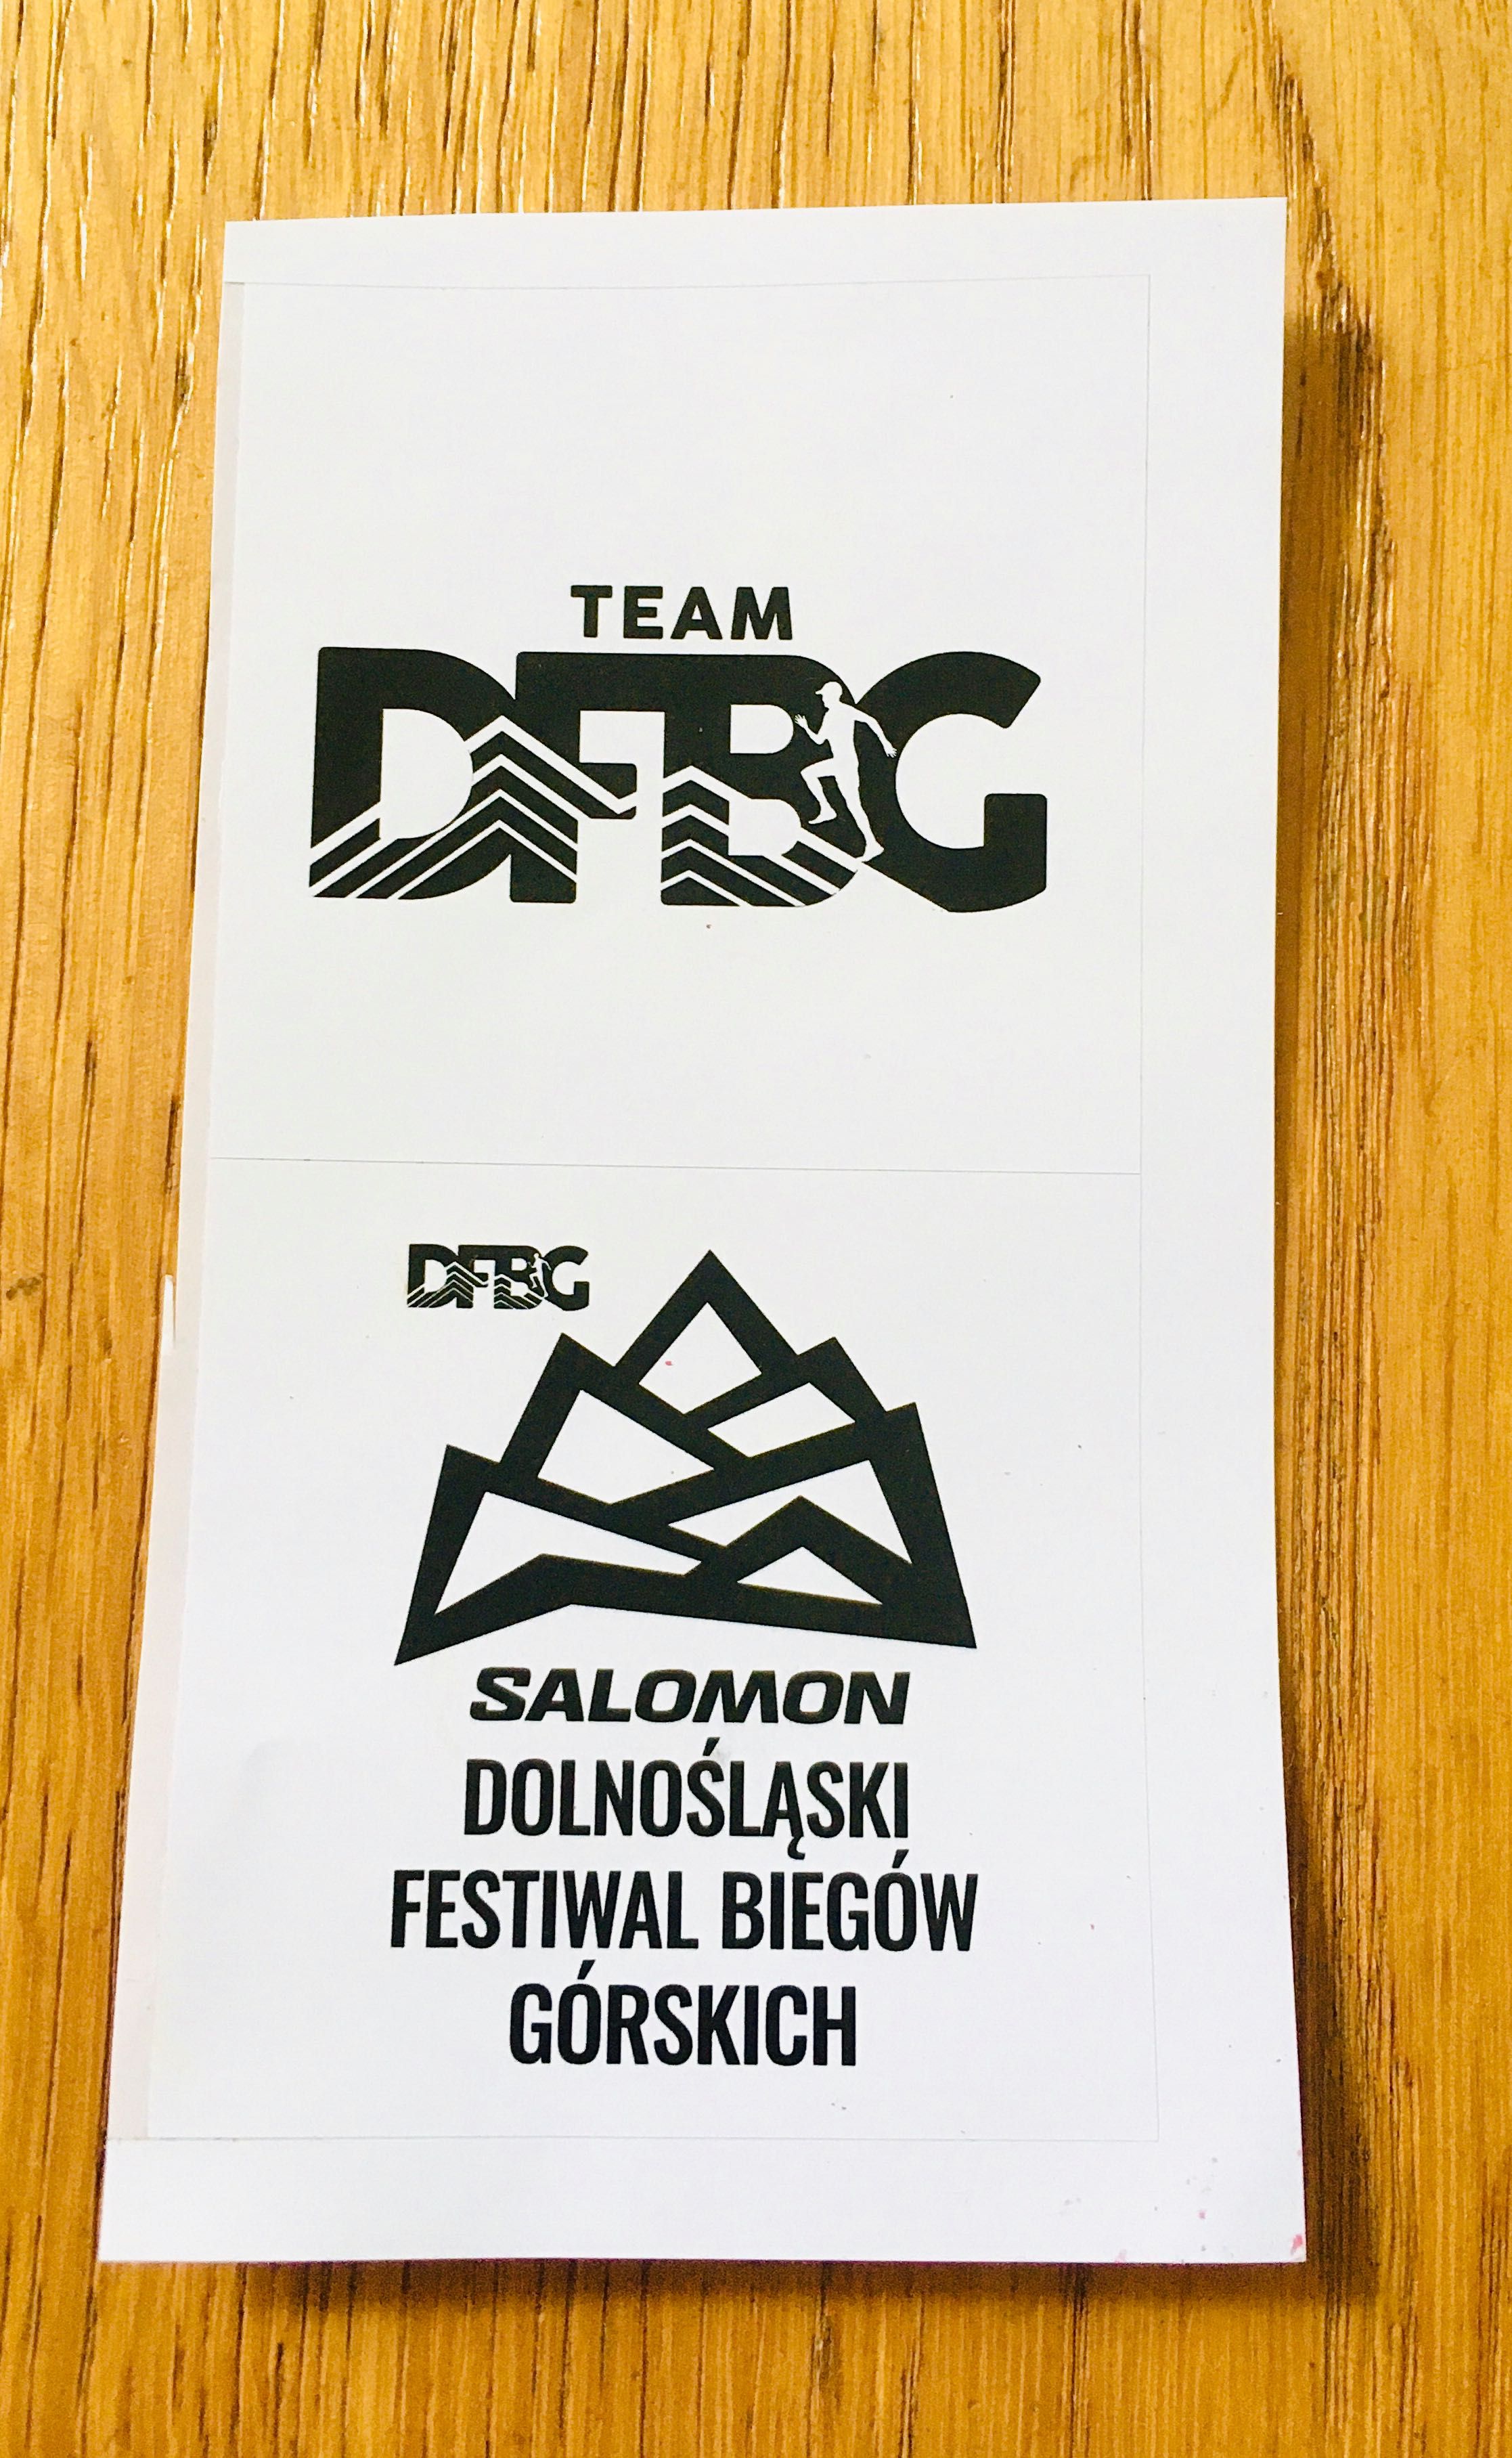 TEAM
DFBG
DFBG
SALOMON
DOLNOŚLĄSKI
FESTIWAL BIEGÓW
GÓRSKICH